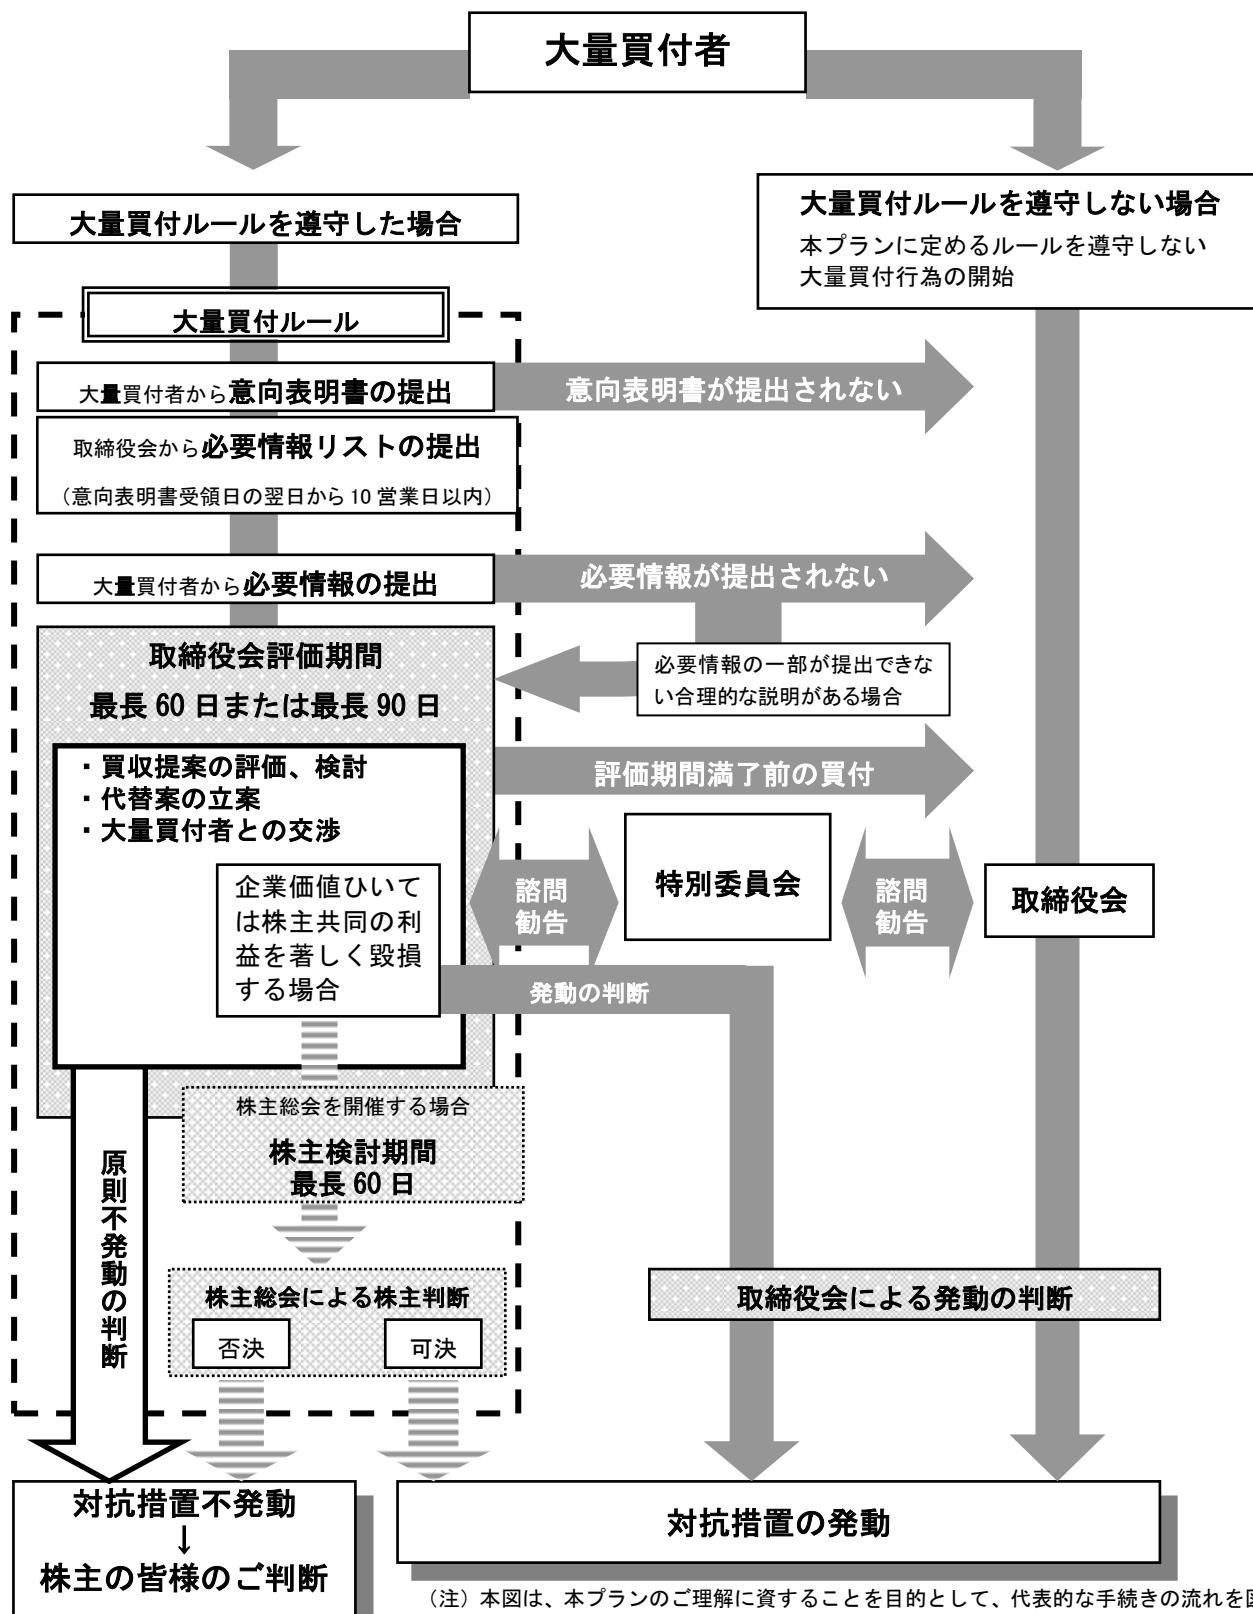 大量買付者
大量買付ルールを遵守した場合
大量買付ルールを遵守しない場合
本プランに定めるルールを遵守しない
大量買付行為の開始
大量買付ルール
大量買付者から意向表明書の提出
意向表明書が提出されない
取締役会から必要情報リストの提出
（意向表明書受領日の翌日から 10 営業日以内）
大量買付者から必要情報の提出
必要情報が提出されない
取締役会評価期間
最長 60 日または最長 90 日
必要情報の一部が提出できな
い合理的な説明がある場合
・買収提案の評価、検討
・代替案の立案
・大量買付者との交渉
評価期間満了前の買付
企業価値ひいて
は株主共同の利
益を著しく毀損
する場合
諮問
勧告
特別委員会
諮問
勧告
取締役会
発動の判断
株主総会を開催する場合
株主検討期間
最長 60 日
原則不発動の判断
株主総会による株主判断
否決
可決
取締役会による発動の判断
対抗措置不発動
↓
株主の皆様のご判断
対抗措置の発動
（注）本図は、本プランのご理解に資することを目的として、代表的な手続きの流れを図